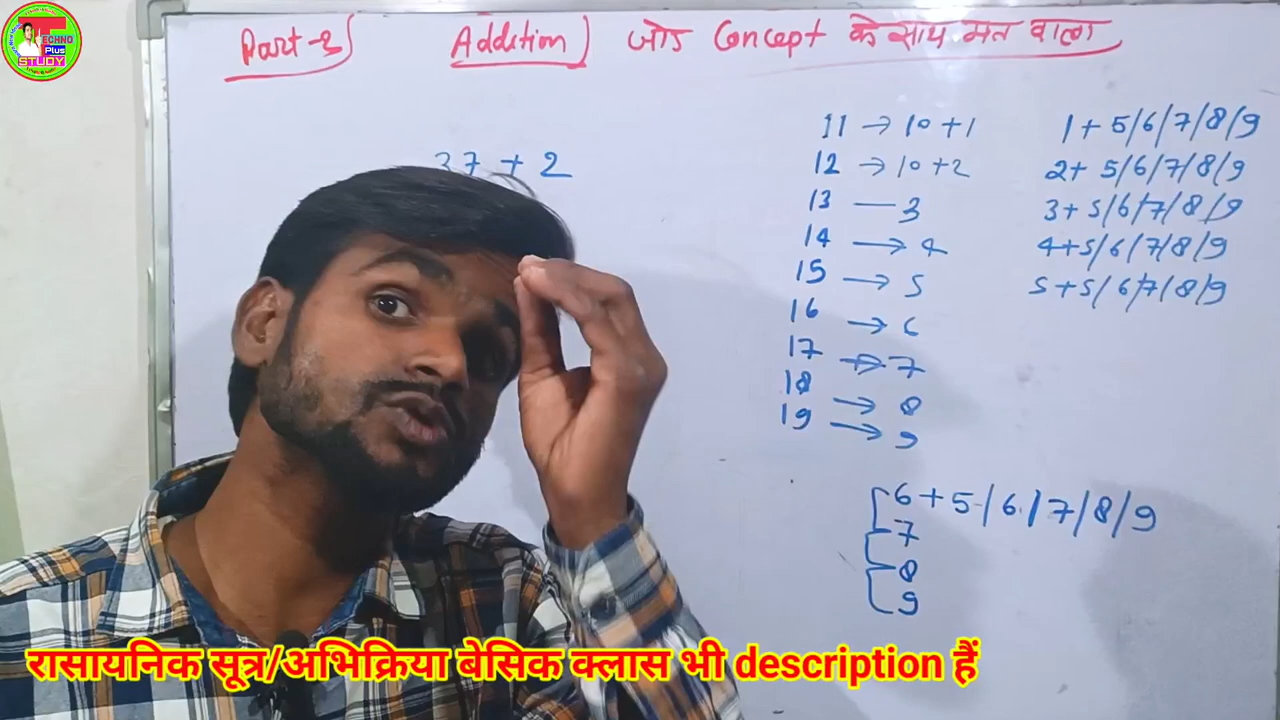 TECHNO
Plus
STUDY
Part-2
Addition) जोड Concept के साथ मन वाला
37 + 2
11 → 10 + 1
12 → 10 + 2
13 — 3
14 → 4
15 → 5
16 → 6
17 → 7
18 → 8
19 → 9
1 + 5/6/7/8/9
2 + 5/6/7/8/9
3 + 5/6/7/8/9
4 + 5/6/7/8/9
5 + 5/6/7/8/9
6 + 5/6/7/8/9
7
8
9
रासायनिक सूत्र/अभिक्रिया बेसिक क्लास भी description हैं